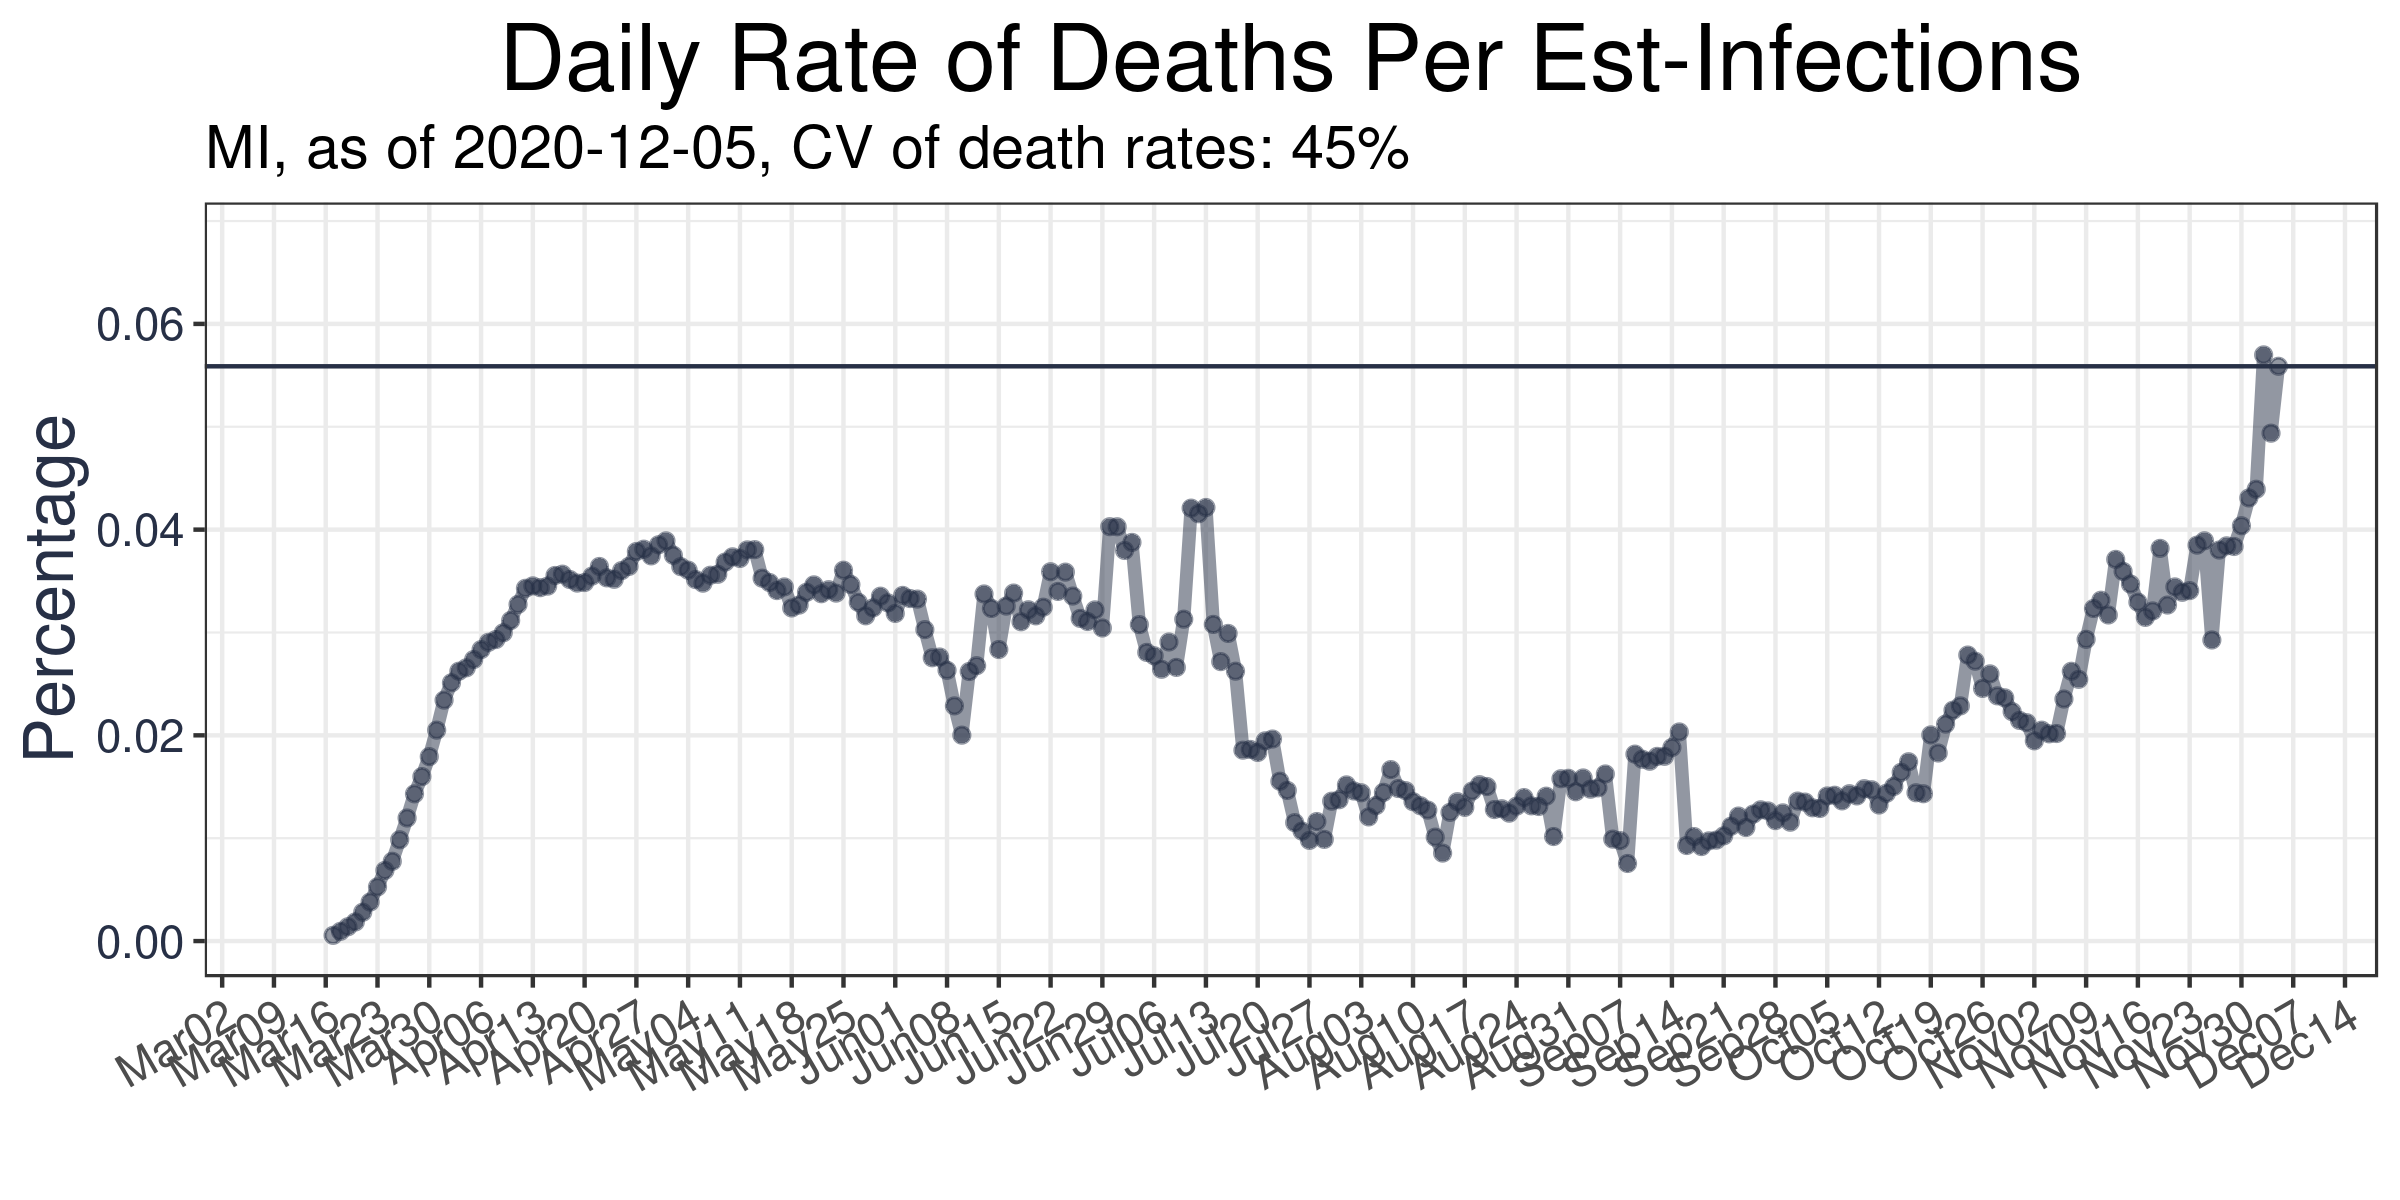 Daily Rate of Deaths Per Est-Infections
MI, as of 2020-12-05, CV of death rates: 45%
Percentage
0.06
0.04
0.02
0.00
Mar02
Mar09
Mar16
Mar23
Mar30
Apr06
Apr13
Apr20
Apr27
May04
May11
May18
May25
Jun01
Jun08
Jun15
Jun22
Jun29
Jul06
Jul13
Jul20
Jul27
Aug03
Aug10
Aug17
Aug24
Aug31
Sep07
Sep14
Sep21
Sep28
Oct05
Oct12
Oct19
Oct26
Nov02
Nov09
Nov16
Nov23
Nov30
Dec07
Dec14